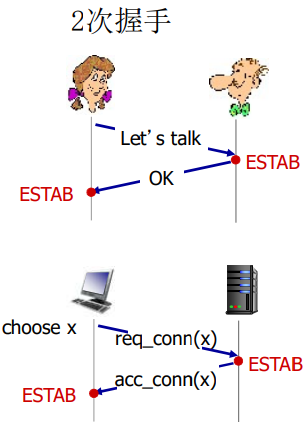 2次握手
Let's talk
ESTAB
OK
ESTAB
choose x
req_conn(x)
ESTAB
acc_conn(x)
ESTAB